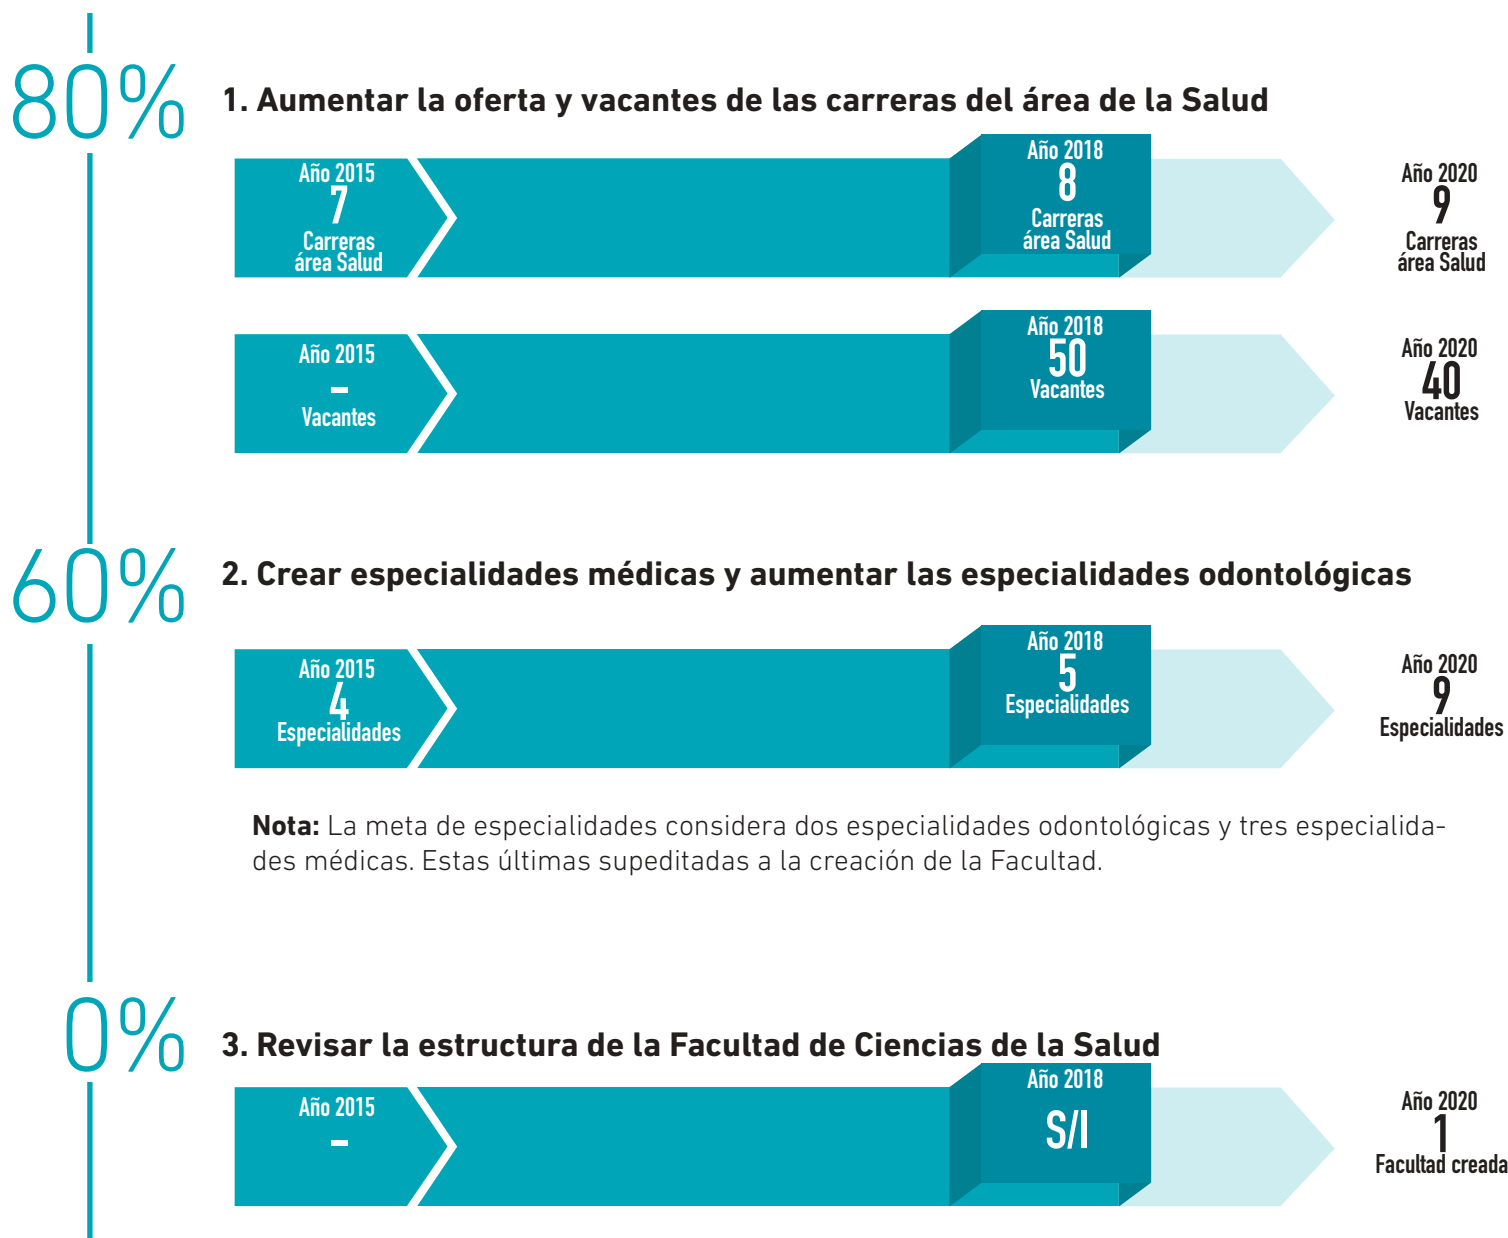 80%
1. Aumentar la oferta y vacantes de las carreras del área de la Salud
Año 2015
7
Carreras
área Salud
Año 2018
8
Carreras
área Salud
Año 2020
9
Carreras
área Salud
Año 2015
-
Vacantes
Año 2018
50
Vacantes
Año 2020
40
Vacantes
60%
2. Crear especialidades médicas y aumentar las especialidades odontológicas
Año 2015
4
Especialidades
Año 2018
5
Especialidades
Año 2020
9
Especialidades
Nota: La meta de especialidades considera dos especialidades odontológicas y tres especialida-
des médicas. Estas últimas supeditadas a la creación de la Facultad.
0%
3. Revisar la estructura de la Facultad de Ciencias de la Salud
Año 2015
-
Año 2018
S/I
Año 2020
1
Facultad creada